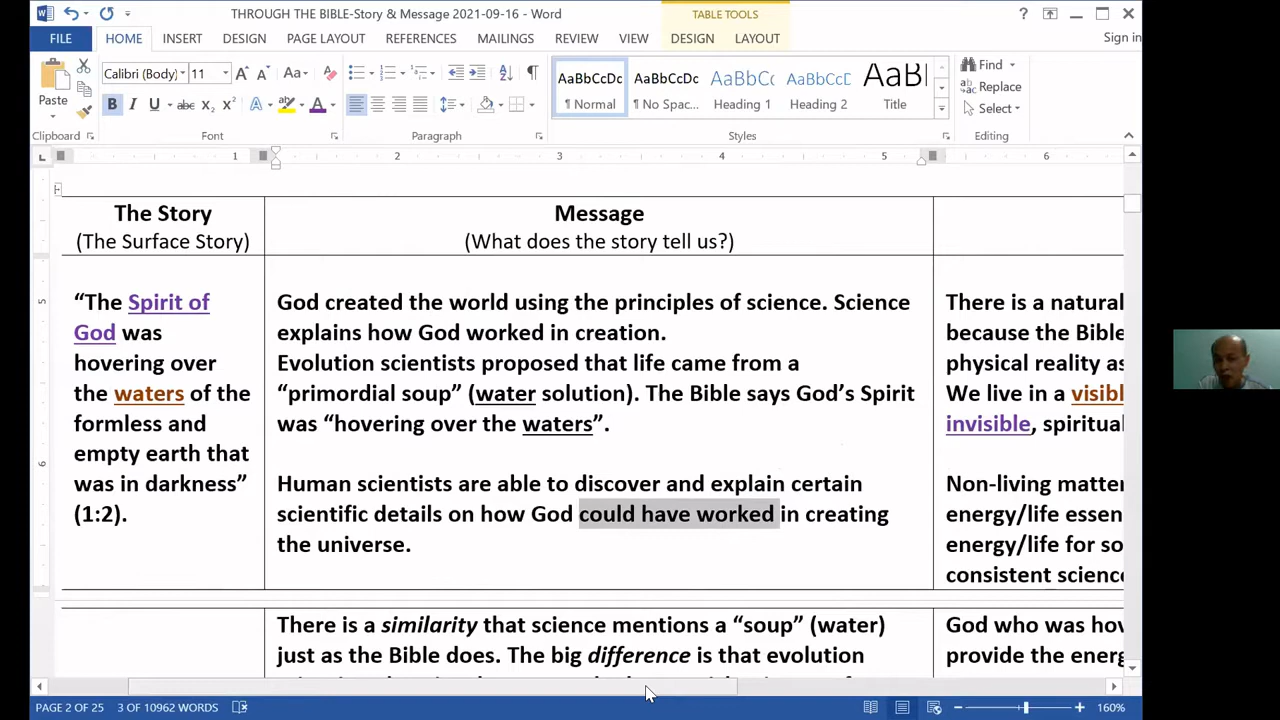 THROUGH THE BIBLE-Story & Message 2021-09-16 - Word
TABLE TOOLS
Sign in
FILE HOME INSERT DESIGN PAGE LAYOUT REFERENCES MAILINGS REVIEW VIEW DESIGN LAYOUT
Paste
Calibri (Body) 11
AaBbCcDc AaBbCcDc AaBbCc AaBbCcC AaB
¶ Normal ¶ No Spac... Heading 1 Heading 2 Title
Find
Replace
Select
Clipboard Font Paragraph Styles Editing
1 2 3 4 5 6
The Story
(The Surface Story)
Message
(What does the story tell us?)
“The Spirit of
God was
hovering over
the waters of the
formless and
empty earth that
was in darkness”
(1:2).
God created the world using the principles of science. Science
explains how God worked in creation.
Evolution scientists proposed that life came from a
“primordial soup” (water solution). The Bible says God’s Spirit
was “hovering over the waters”.
Human scientists are able to discover and explain certain
scientific details on how God could have worked in creating
the universe.
There is a similarity that science mentions a “soup” (water)
just as the Bible does. The big difference is that evolution
There is a natural
because the Bible
physical reality as
We live in a visibl
invisible, spiritual
Non-living matter
energy/life essen
energy/life for so
consistent science
God who was hov
provide the energ
5
6
PAGE 2 OF 25 3 OF 10962 WORDS 160%